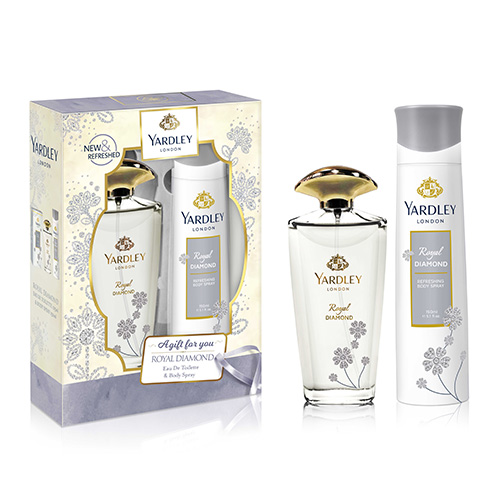 YARDLEY
LONDON
NEW &
REFRESHED
YARDLEY
LONDON
Royal
DIAMOND
YARDLEY
LONDON
Royal
DIAMOND
REFRESHING
BODY SPRAY
A gift for you
ROYAL DIAMOND
Eau De Toilette
& Body Spray
YARDLEY
LONDON
Royal
DIAMOND
YARDLEY
LONDON
Royal
DIAMOND
REFRESHING
BODY SPRAY
150ml